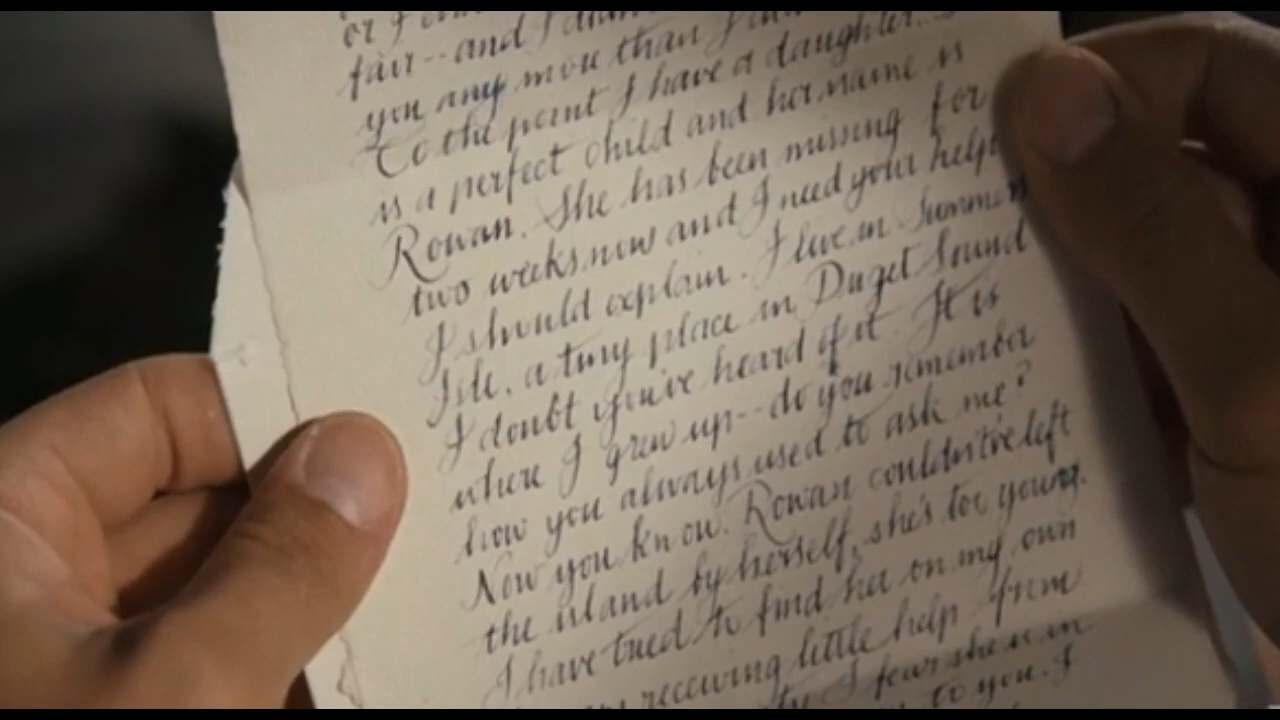 fair--and I didn't
you any more than I
To the point I have a daughter...
is a perfect child and her name is
Rowan. She has been missing for
two weeks now and I need your help
I should explain. I live in Summers
Isle, a tiny place in Puget Sound
I doubt you've heard of it. It is
where I grew up--do you remember
how you always used to ask me?
Now you know. Rowan couldn't've left
the island by herself, she's too young.
I have tried to find her on my own
receiving little help from
I fear she is in
to you. I